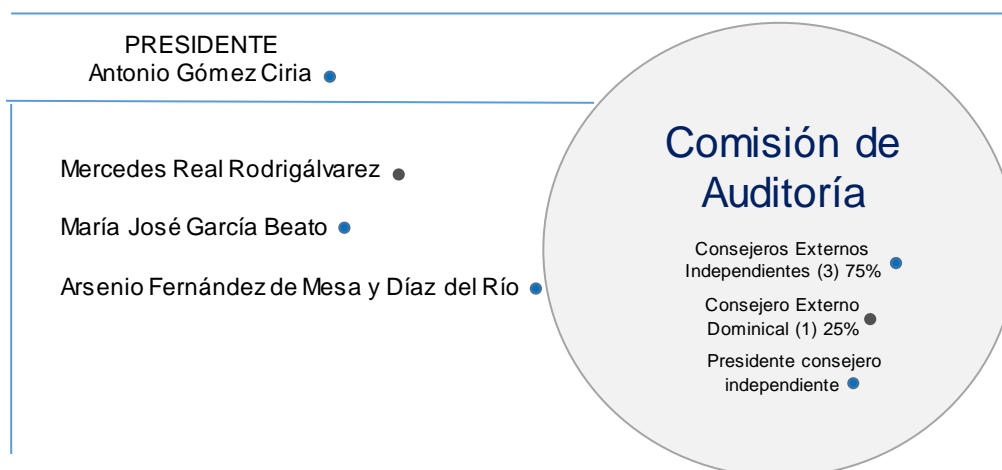 PRESIDENTE
Antonio Gómez Ciria
Mercedes Real Rodrigálvarez
María José García Beato
Arsenio Fernández de Mesa y Díaz del Río
Comisión de
Auditoría
Consejeros Externos
Independientes (3) 75%
Consejero Externo
Dominical (1) 25%
Presidente consejero
independiente